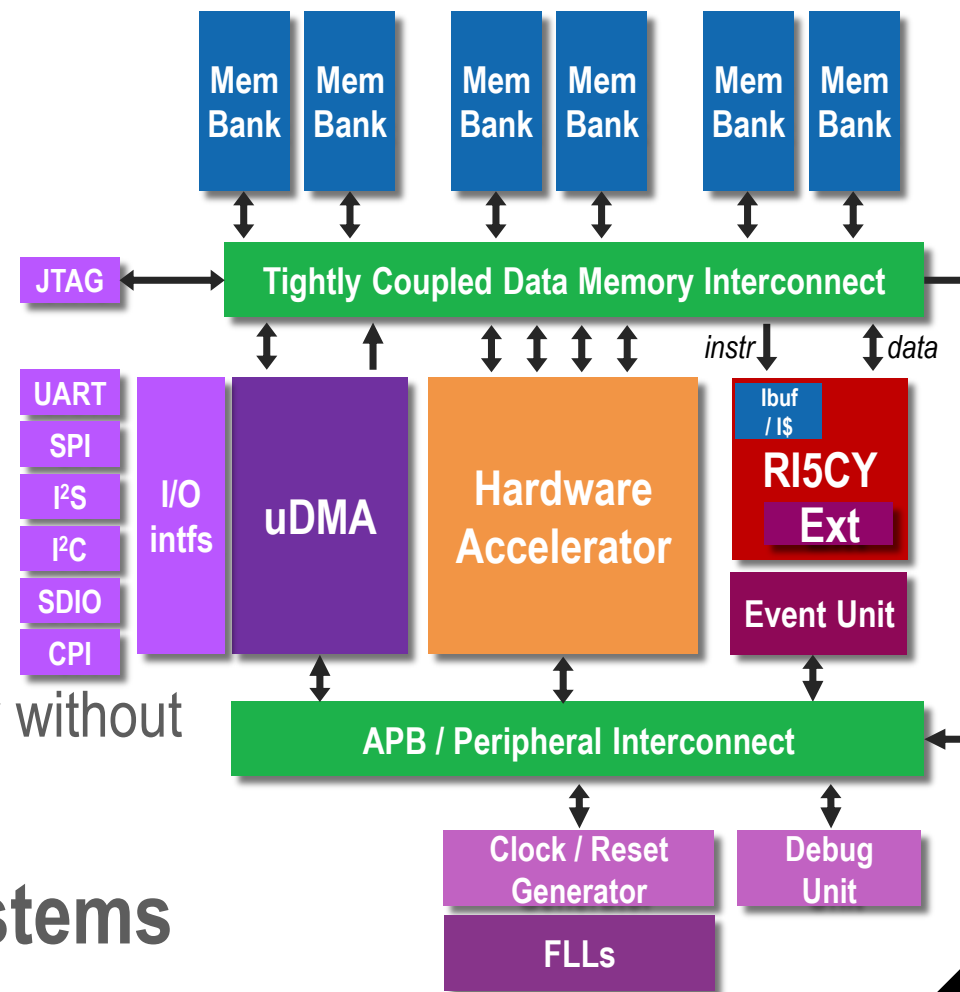 Mem
Bank
Mem
Bank
Mem
Bank
Mem
Bank
Mem
Bank
Mem
Bank
JTAG
Tightly Coupled Data Memory Interconnect
instr
data
UART
SPI
I²S
I²C
SDIO
CPI
I/O
intfs
uDMA
Hardware
Accelerator
Ibuf
/ I$
RI5CY
Ext
Event Unit
without
APB / Peripheral Interconnect
Clock / Reset
Generator
Debug
Unit
stems
FLLs